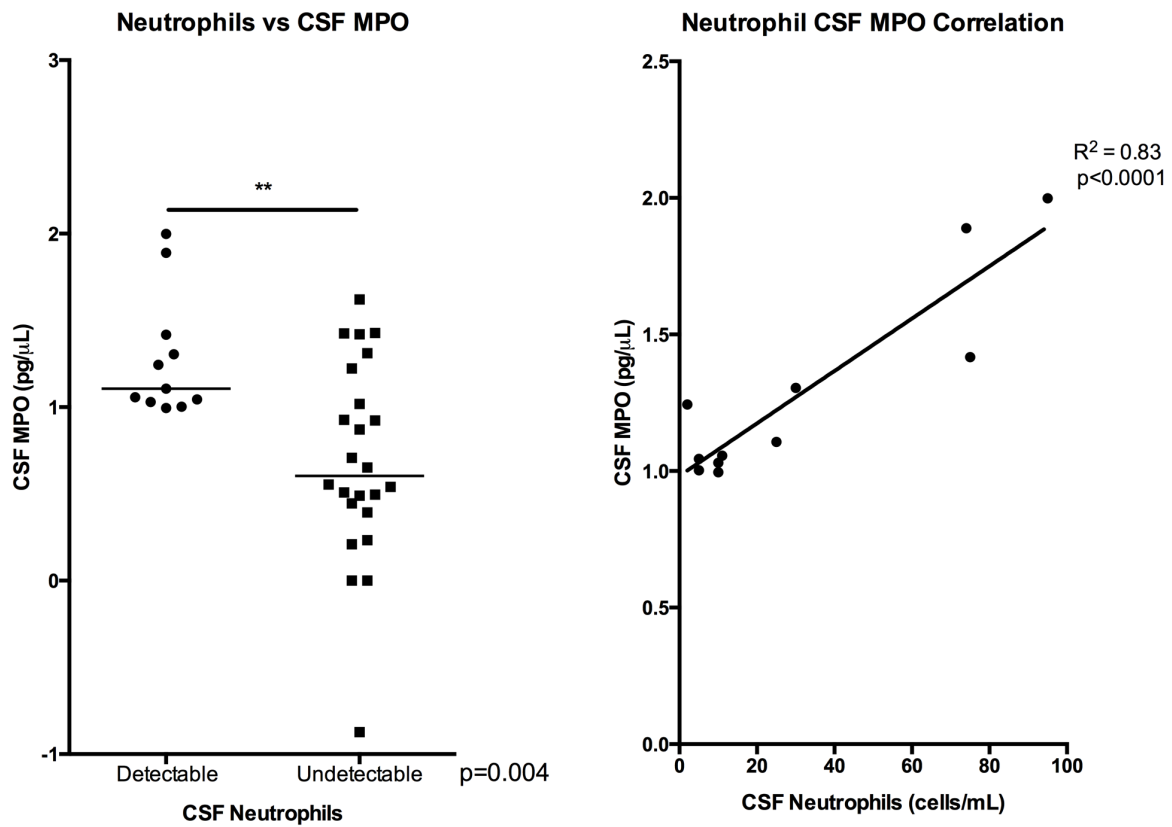 Neutrophils vs CSF MPO
3
2
1
0
-1
CSF MPO (pg/μL)
**
Detectable
Undetectable
p=0.004
CSF Neutrophils
Neutrophil CSF MPO Correlation
2.5
2.0
1.5
1.0
0.5
0.0
CSF MPO (pg/μL)
R² = 0.83
p<0.0001
0 20 40 60 80 100
CSF Neutrophils (cells/mL)